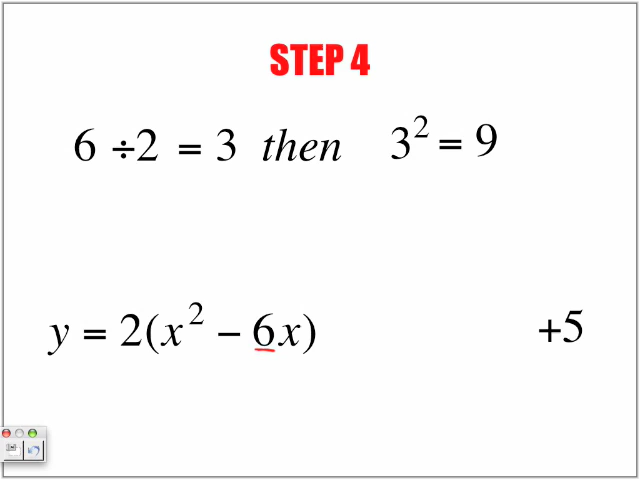 STEP 4
6 ÷2 = 3 then 3² = 9
y = 2(x² − 6x) +5